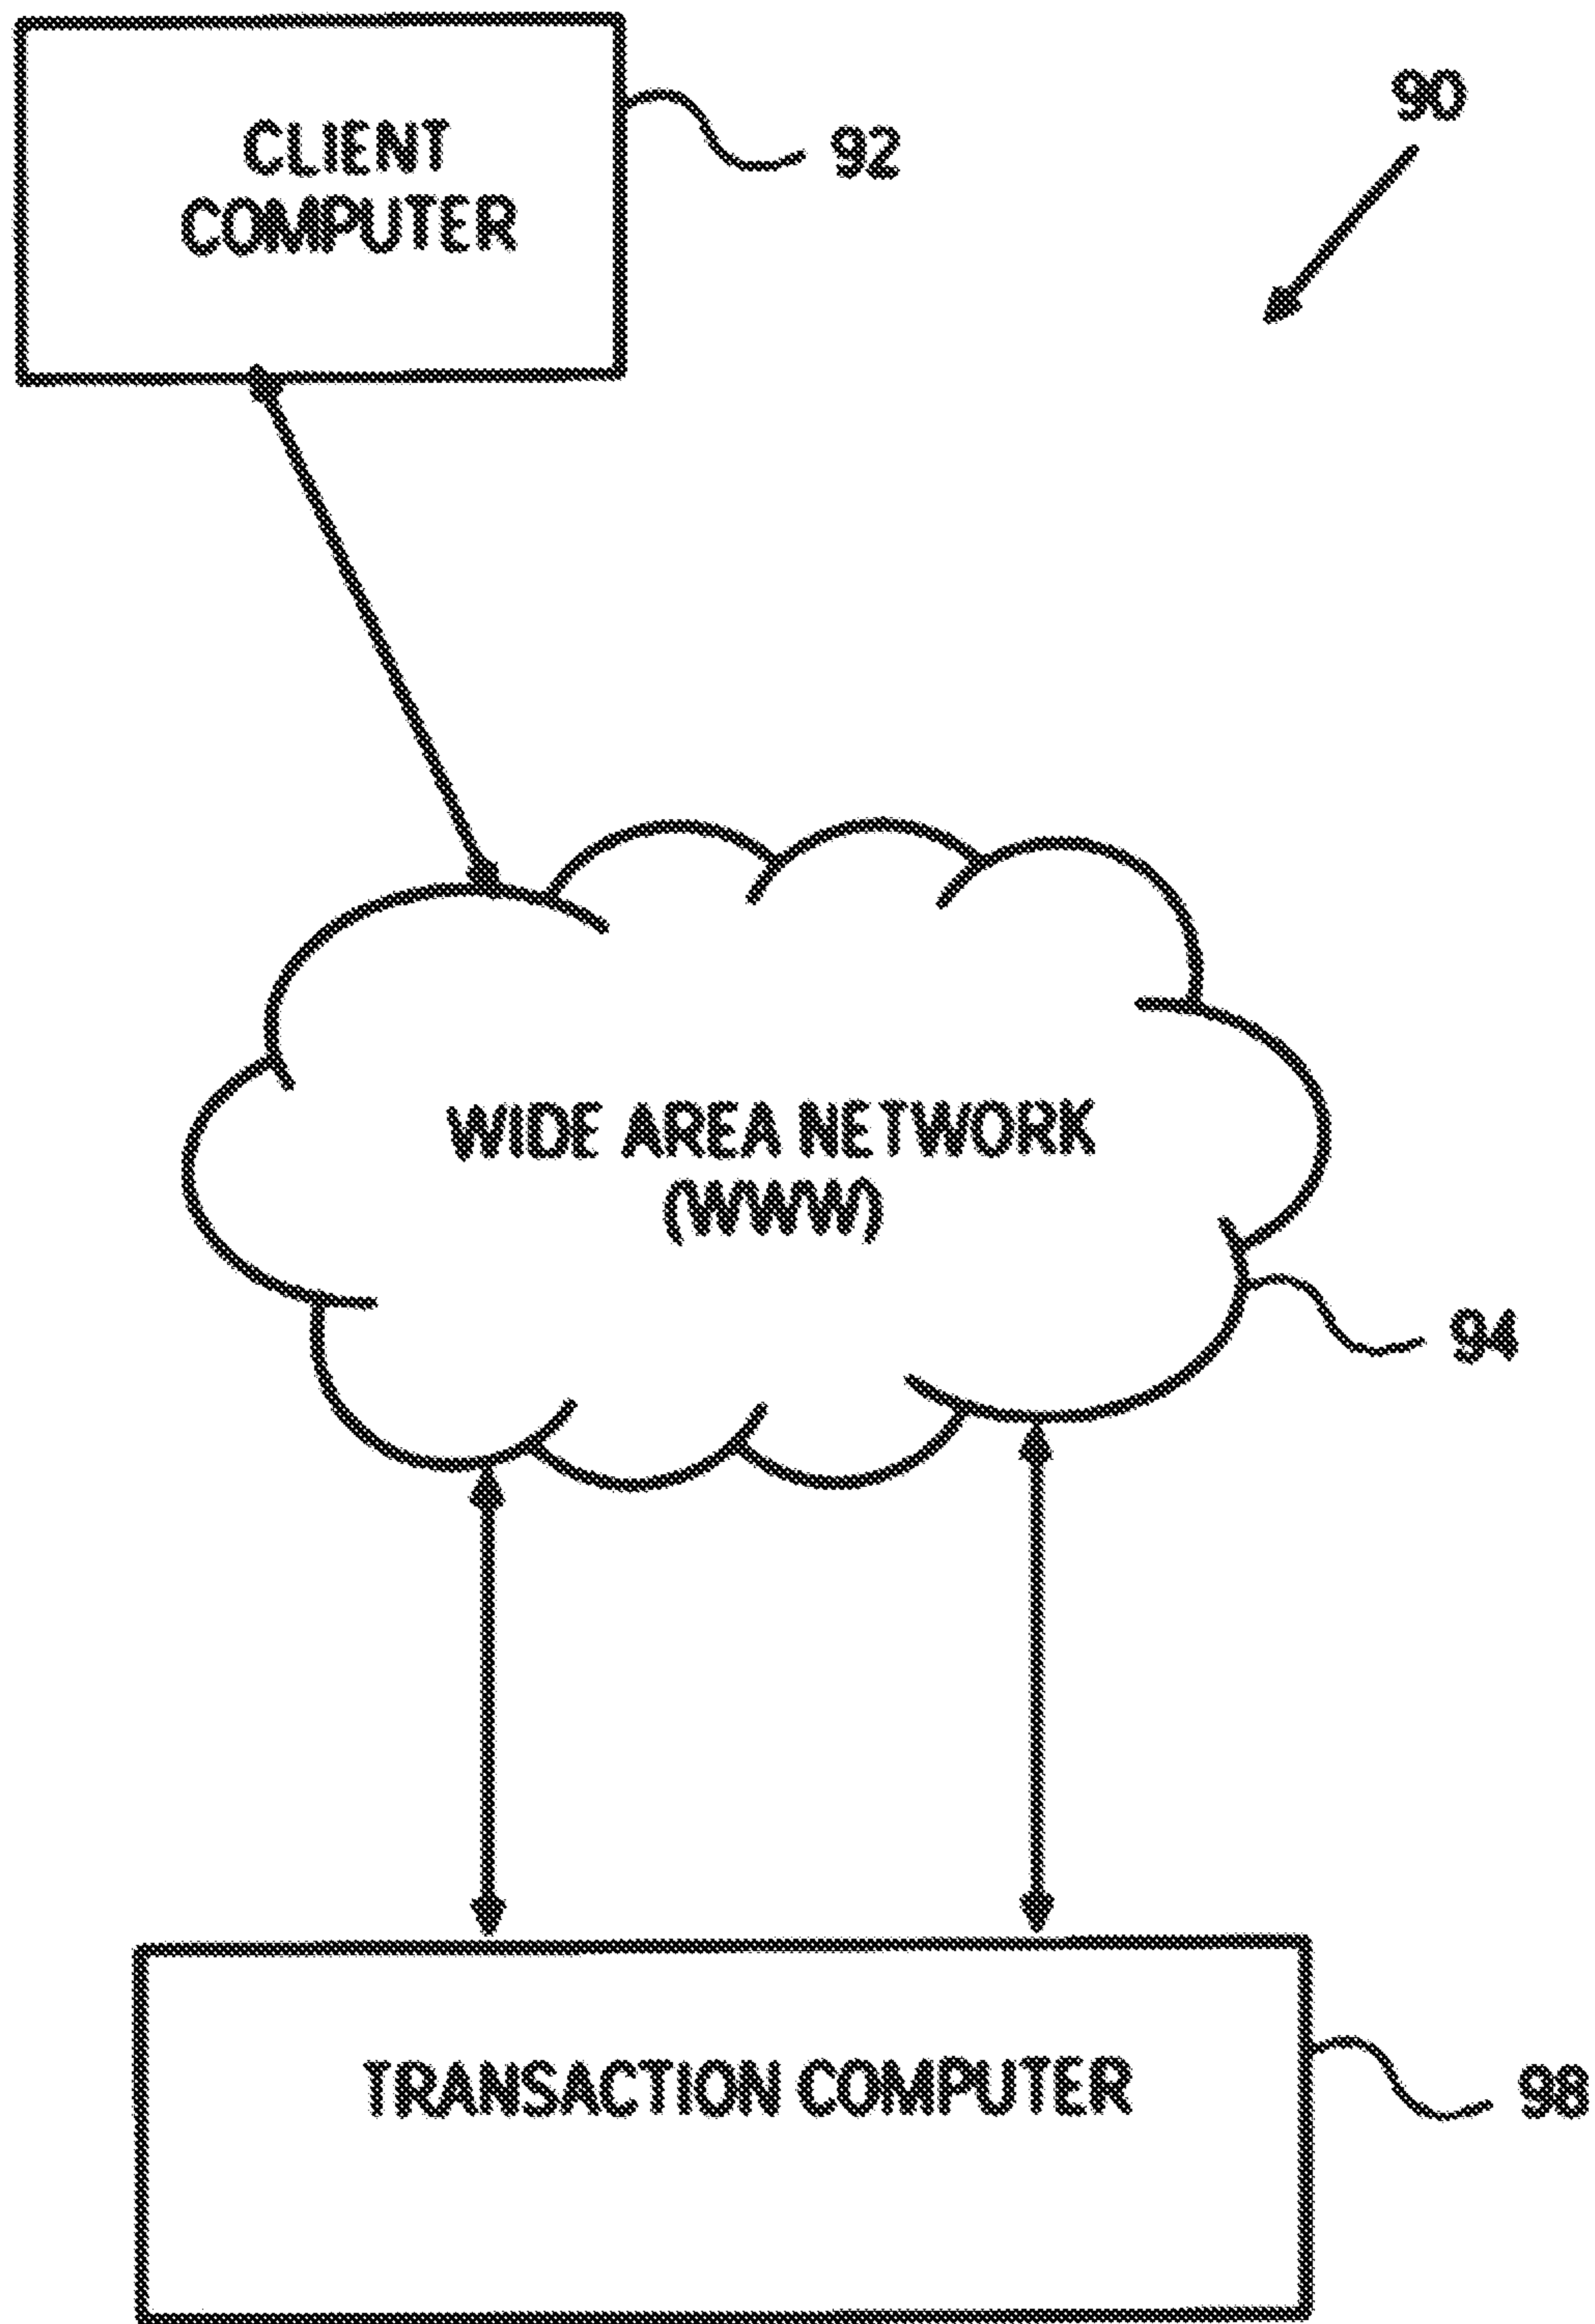 90
CLIENT
COMPUTER
92
WIDE AREA NETWORK
(WWW)
94
TRANSACTION COMPUTER
98